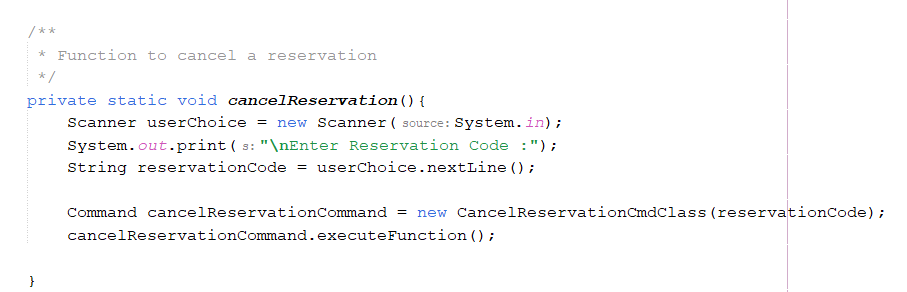 /**
 * Function to cancel a reservation
 */
private static void cancelReservation(){
    Scanner userChoice = new Scanner( source: System.in);
    System.out.print( s: "\nEnter Reservation Code :");
    String reservationCode = userChoice.nextLine();

    Command cancelReservationCommand = new CancelReservationCmdClass(reservationCode);
    cancelReservationCommand.executeFunction();

}